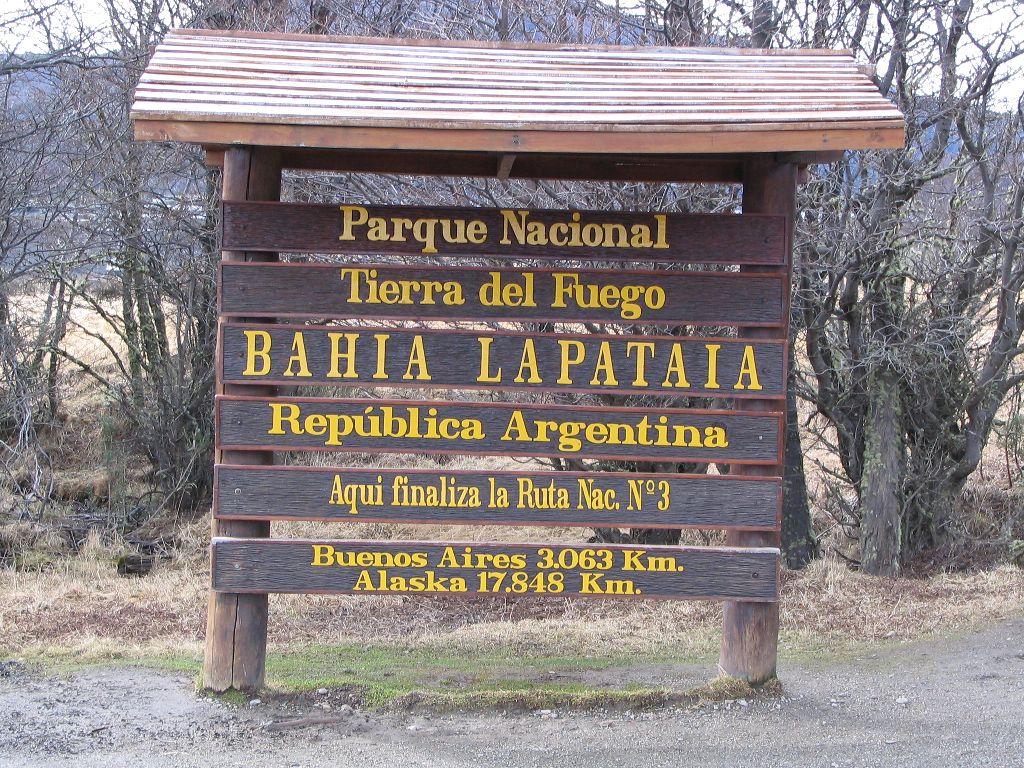 Parque Nacional
Tierra del Fuego
BAHIA LAPATAIA
República Argentina
Aqui finaliza la Ruta Nac. Nº3
Buenos Aires 3.063 Km.
Alaska 17.848 Km.